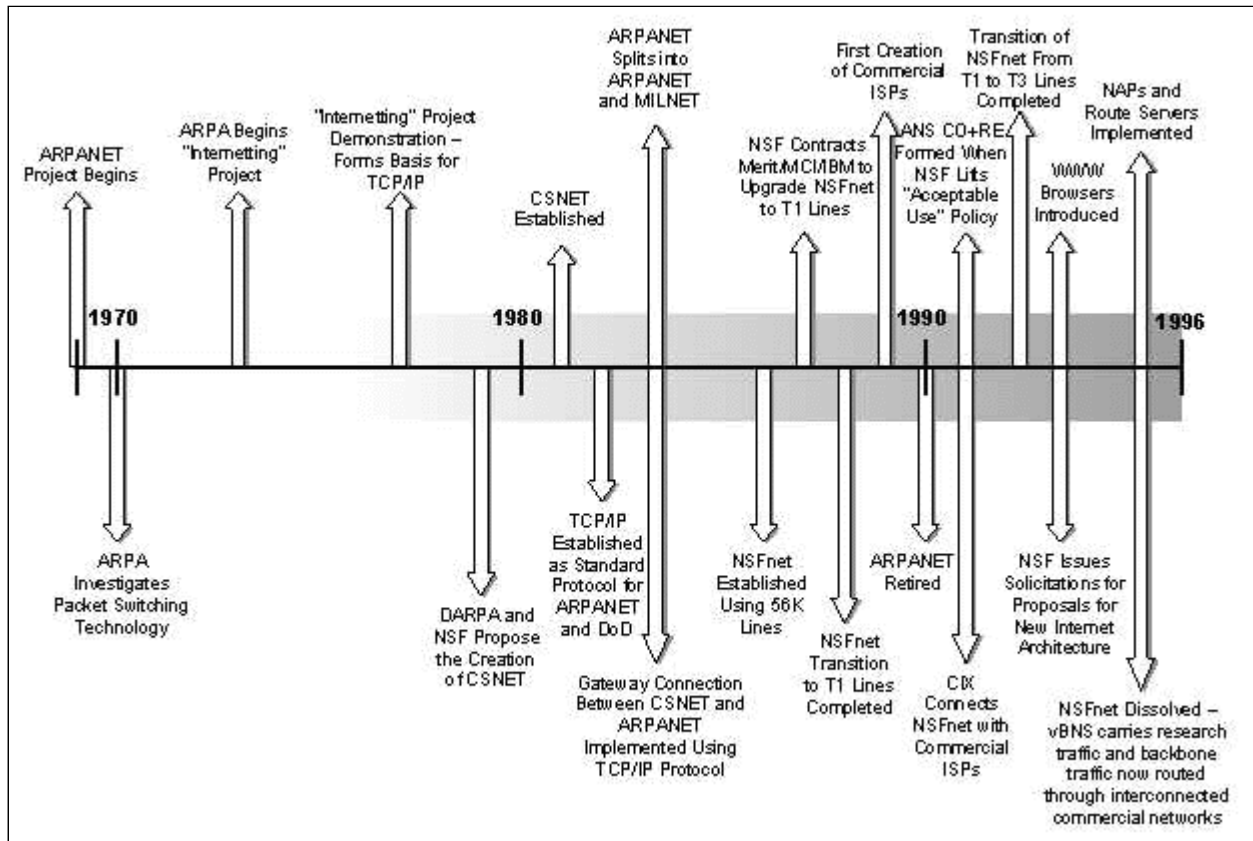 ARPANET
Project Begins
ARPA Begins
"Internetting"
Project
"Internetting" Project
Demonstration –
Forms Basis for
TCP/IP
CSNET
Established
ARPANET
Splits into
ARPANET
and MILNET
NSF Contracts
Merit/MCI/IBM to
Upgrade NSFnet
to T1 Lines
First Creation
of Commercial
ISPs
ANS CO+RE
Formed When
NSF Lifts
"Acceptable
Use" Policy
Transition of
NSFnet From
T1 to T3 Lines
Completed
WWW
Browsers
Introduced
NAPs and
Route Servers
Implemented
1970
1980
1990
1996
ARPA
Investigates
Packet Switching
Technology
DARPA and
NSF Propose
the Creation
of CSNET
TCP/IP
Established
as Standard
Protocol for
ARPANET
and DoD
Gateway Connection
Between CSNET and
ARPANET
Implemented Using
TCP/IP Protocol
NSFnet
Established
Using 56K
Lines
NSFnet
Transition
to T1 Lines
Completed
ARPANET
Retired
CIX
Connects
NSFnet with
Commercial
ISPs
NSF Issues
Solicitations for
Proposals for
New Internet
Architecture
NSFnet Dissolved –
vBNS carries research
traffic and backbone
traffic now routed
through interconnected
commercial networks